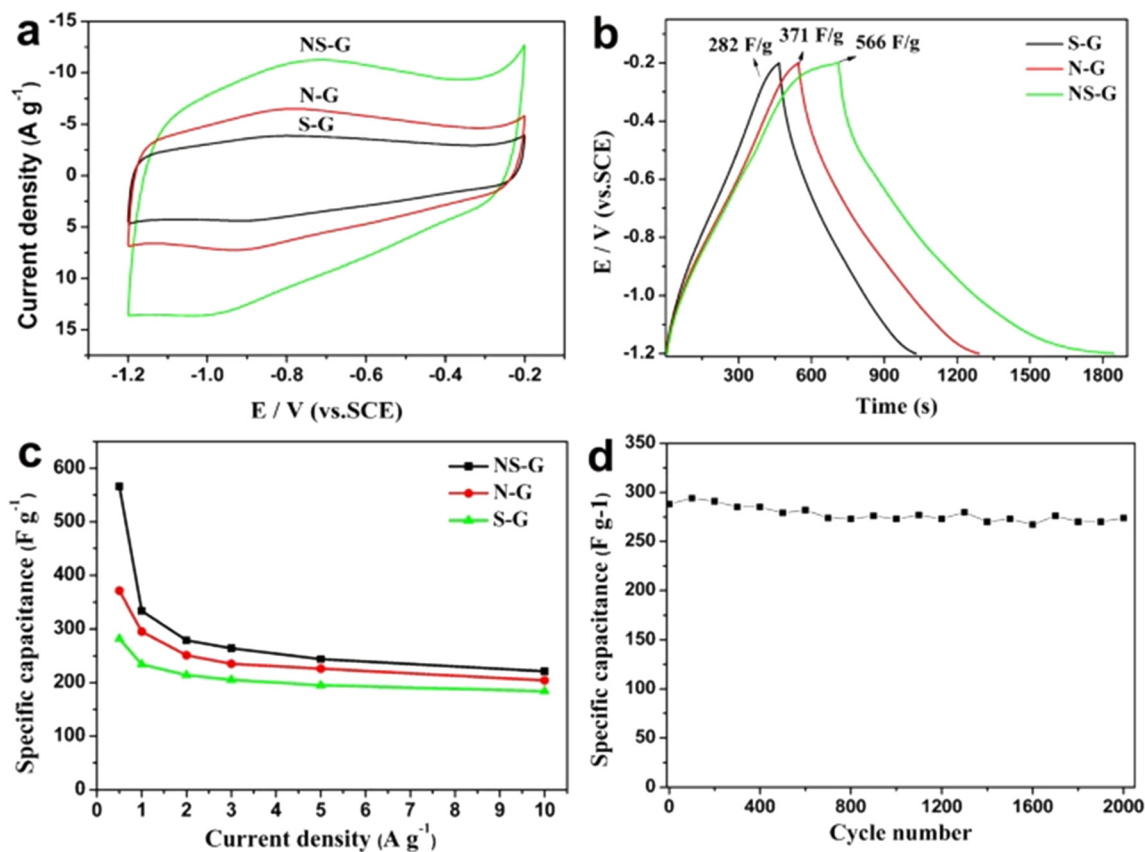 a
NS-G
N-G
S-G
Current density (A g-1)
-15
-10
-5
0
5
10
15
-1.2 -1.0 -0.8 -0.6 -0.4 -0.2
E / V (vs.SCE)
b
282 F/g
371 F/g
566 F/g
S-G
N-G
NS-G
E / V (vs.SCE)
-0.2
-0.4
-0.6
-0.8
-1.0
-1.2
300 600 900 1200 1500 1800
Time (s)
c
NS-G
N-G
S-G
Specific capacitance (F g-1)
600
500
400
300
200
100
0
0 1 2 3 4 5 6 7 8 9 10
Current density (A g-1)
d
Specific capacitance (F g-1)
350
300
250
200
150
100
50
0
0 400 800 1200 1600 2000
Cycle number